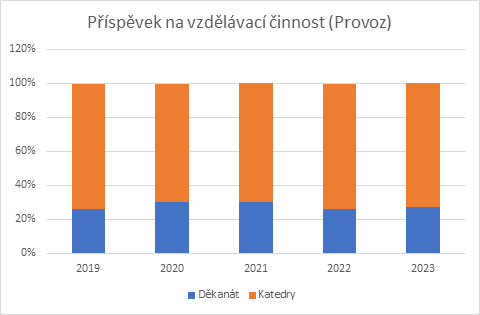 Příspěvek na vzdělávací činnost (Provoz)
120%
100%
80%
60%
40%
20%
0%
2019 2020 2021 2022 2023
Děkanát Katedry